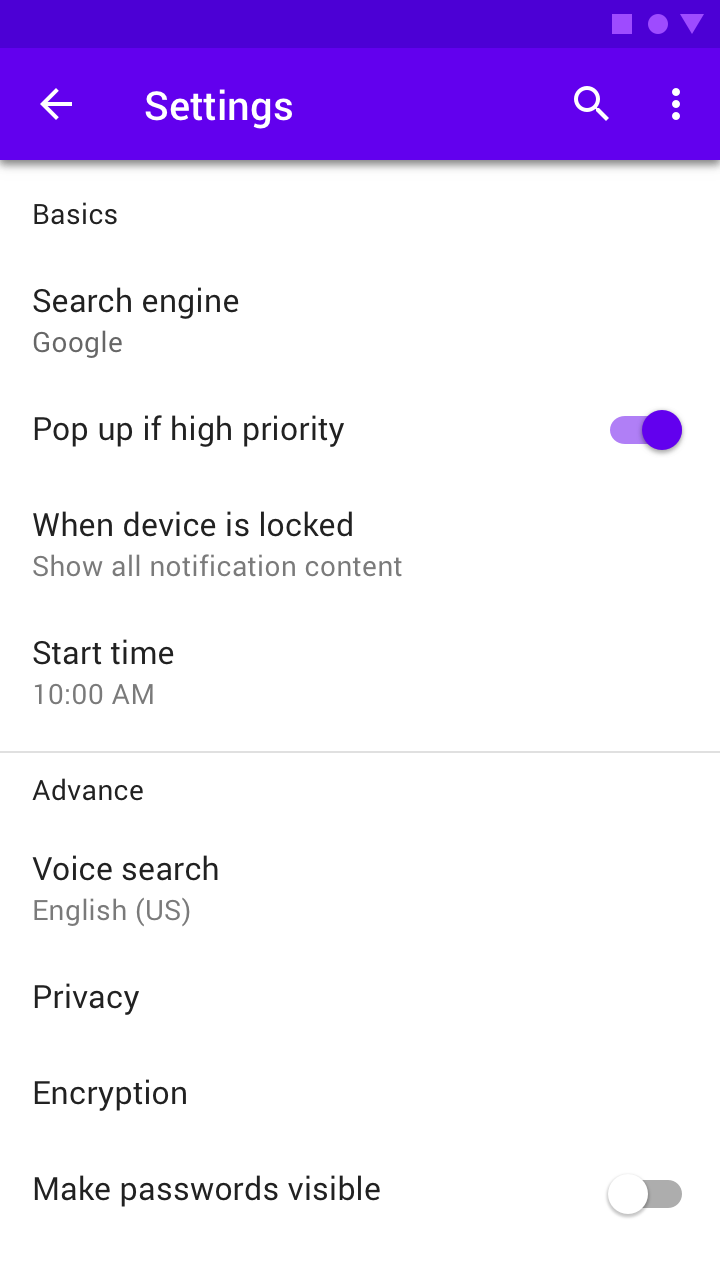 Settings
Basics
Search engine
Google
Pop up if high priority
When device is locked
Show all notification content
Start time
10:00 AM
Advance
Voice search
English (US)
Privacy
Encryption
Make passwords visible